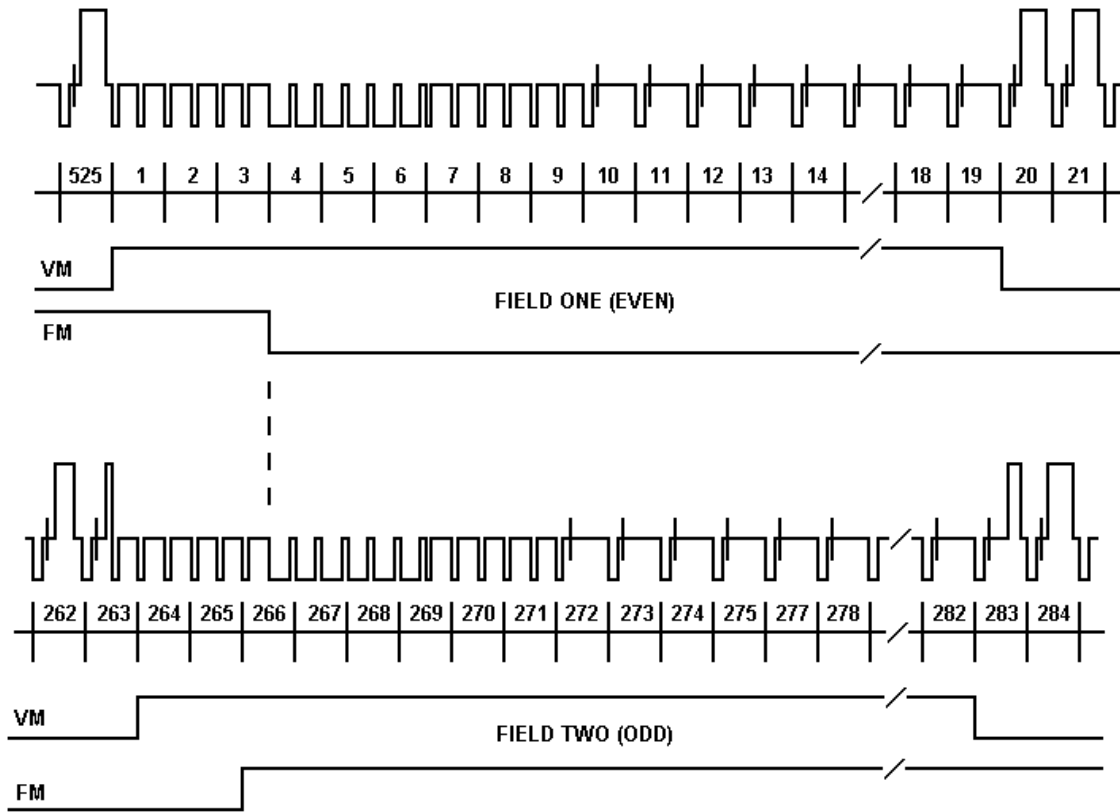 525 1 2 3 4 5 6 7 8 9 10 11 12 13 14 18 19 20 21
VM
FIELD ONE (EVEN)
FM
262 263 264 265 266 267 268 269 270 271 272 273 274 275 277 278 282 283 284
VM
FIELD TWO (ODD)
FM